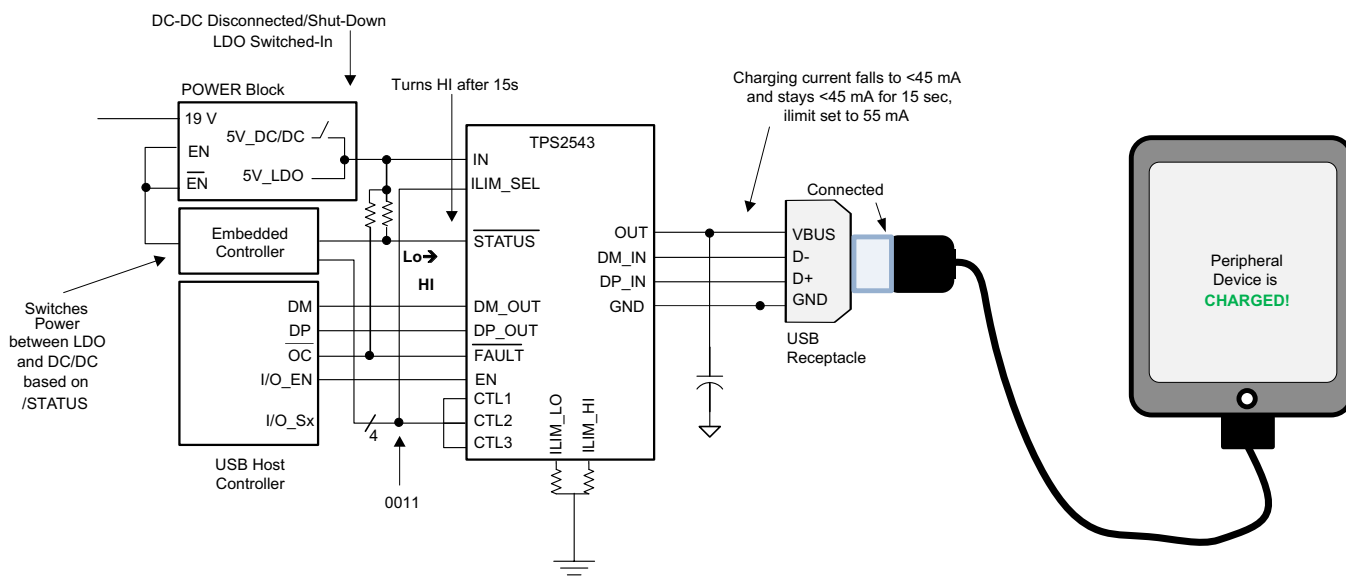 DC-DC Disconnected/Shut-Down
LDO Switched-In
POWER Block
19 V
5V_DC/DC
EN
EN
5V_LDO
Embedded
Controller
Switches
Power
between LDO
and DC/DC
based on
/STATUS
DM
DP
OC
I/O_EN
I/O_Sx
USB Host
Controller
4
0011
Turns HI after 15s
Lo→
HI
TPS2543
IN
ILIM_SEL
STATUS
DM_OUT
DP_OUT
FAULT
EN
CTL1
CTL2
CTL3
ILIM_LO
ILIM_HI
OUT
DM_IN
DP_IN
GND
Charging current falls to <45 mA
and stays <45 mA for 15 sec,
ilimit set to 55 mA
Connected
VBUS
D-
D+
GND
USB
Receptacle
Peripheral
Device is
CHARGED!